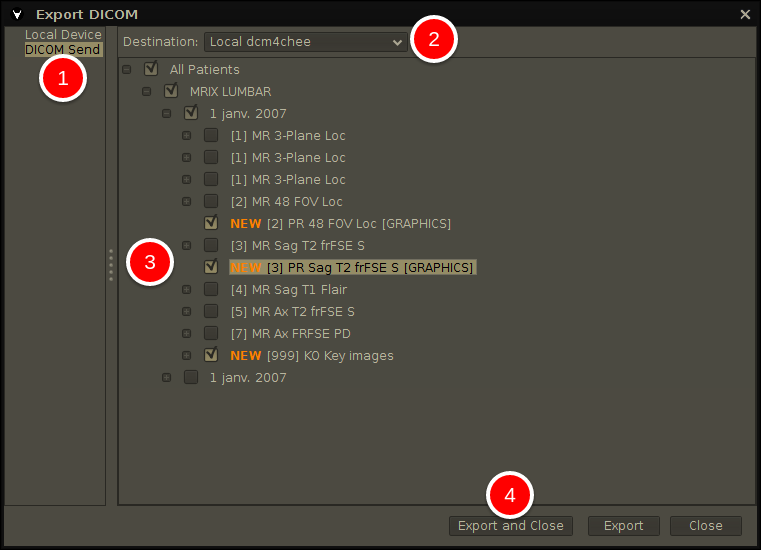 Export DICOM
Local Device
DICOM Send
1
Destination: Local dcm4chee
2
All Patients
MRIX LUMBAR
1 janv. 2007
[1] MR 3-Plane Loc
[1] MR 3-Plane Loc
[1] MR 3-Plane Loc
[2] MR 48 FOV Loc
NEW [2] PR 48 FOV Loc [GRAPHICS]
[3] MR Sag T2 frFSE S
3
NEW [3] PR Sag T2 frFSE S [GRAPHICS]
[4] MR Sag T1 Flair
[5] MR Ax T2 frFSE S
[7] MR Ax FRFSE PD
NEW [999] KO Key images
1 janv. 2007
4
Export and Close
Export
Close